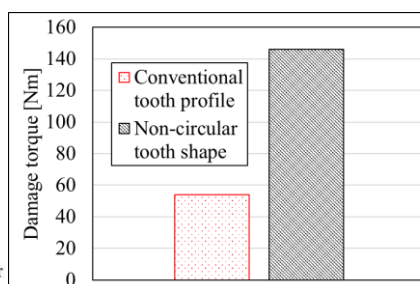 160
140
120
100
80
60
40
20
0
Damage torque [Nm]
Conventional
tooth profile
Non-circular
tooth shape
r